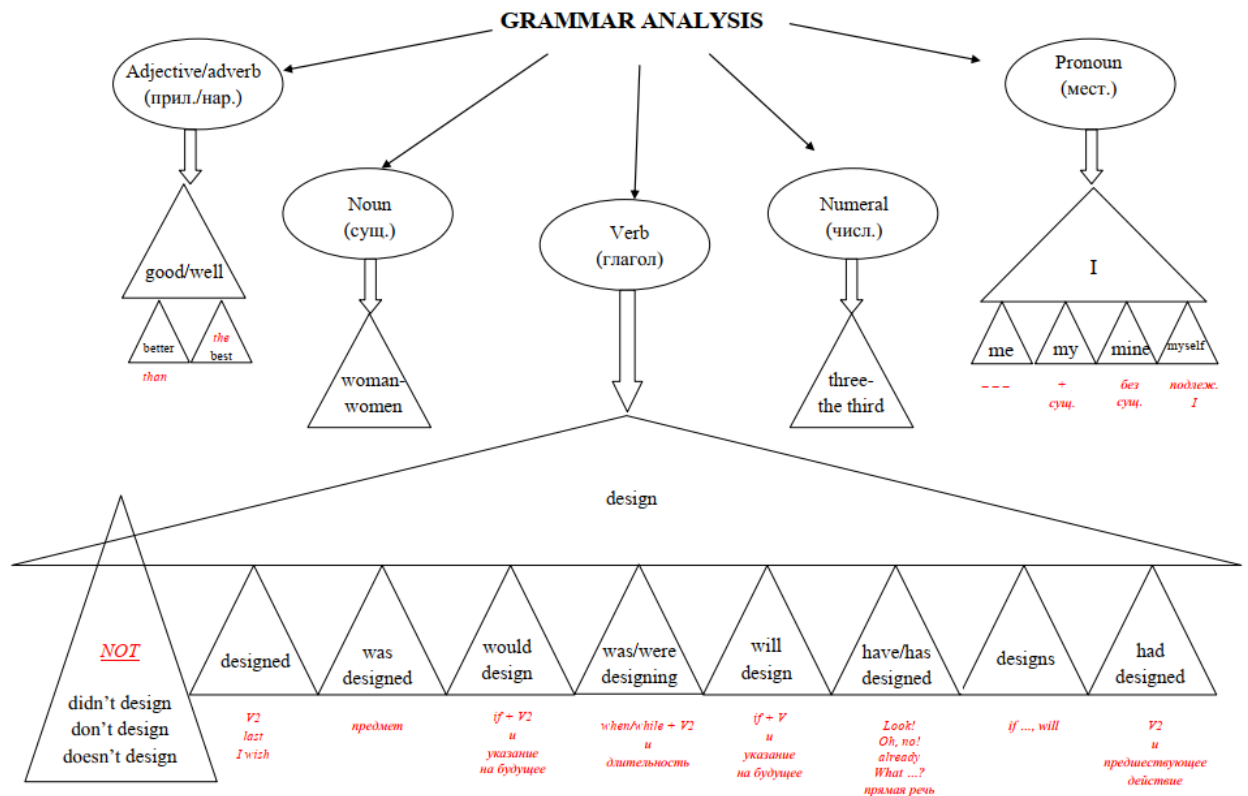 GRAMMAR ANALYSIS
Adjective/adverb
(прил./нар.)
Pronoun
(мест.)
Noun
(сущ.)
Verb
(глагол)
Numeral
(числ.)
good/well
better
the
best
than
woman-
women
three-
the third
I
me
my
mine
myself
– – –
+
сущ.
без
сущ.
подлеж.
I
design
NOT
didn't design
don't design
doesn't design
designed
was
designed
would
design
was/were
designing
will
design
have/has
designed
designs
had
designed
V2
last
I wish
предмет
if + V2
и
указание
на будущее
when/while + V2
и
длительность
if + V
и
указание
на будущее
Look!
Oh, no!
already
What ...?
прямая речь
if ..., will
V2
и
предшествующее
действие